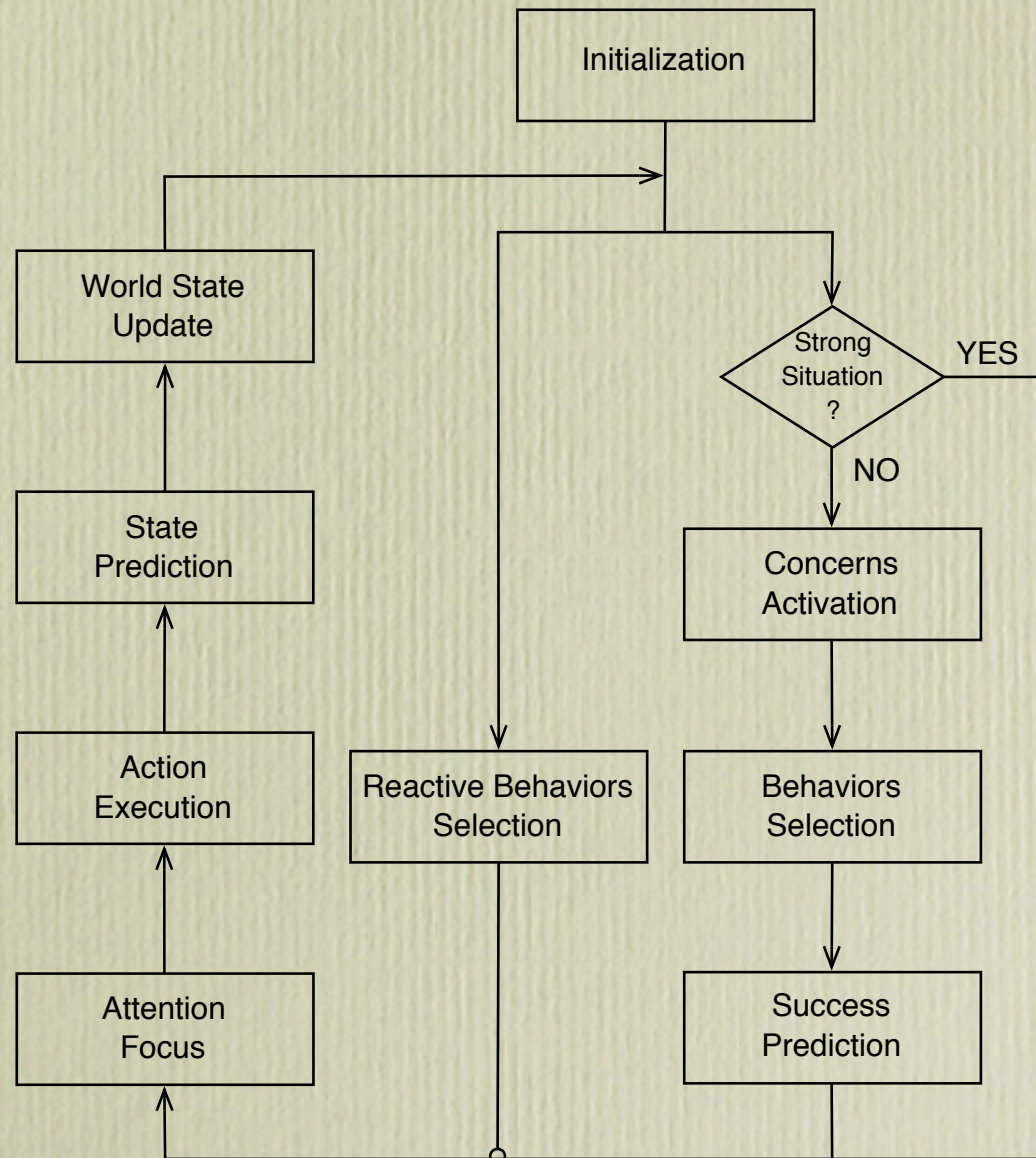 Initialization
World State
Update
Strong
Situation
?
YES
NO
State
Prediction
Concerns
Activation
Action
Execution
Reactive Behaviors
Selection
Behaviors
Selection
Attention
Focus
Success
Prediction